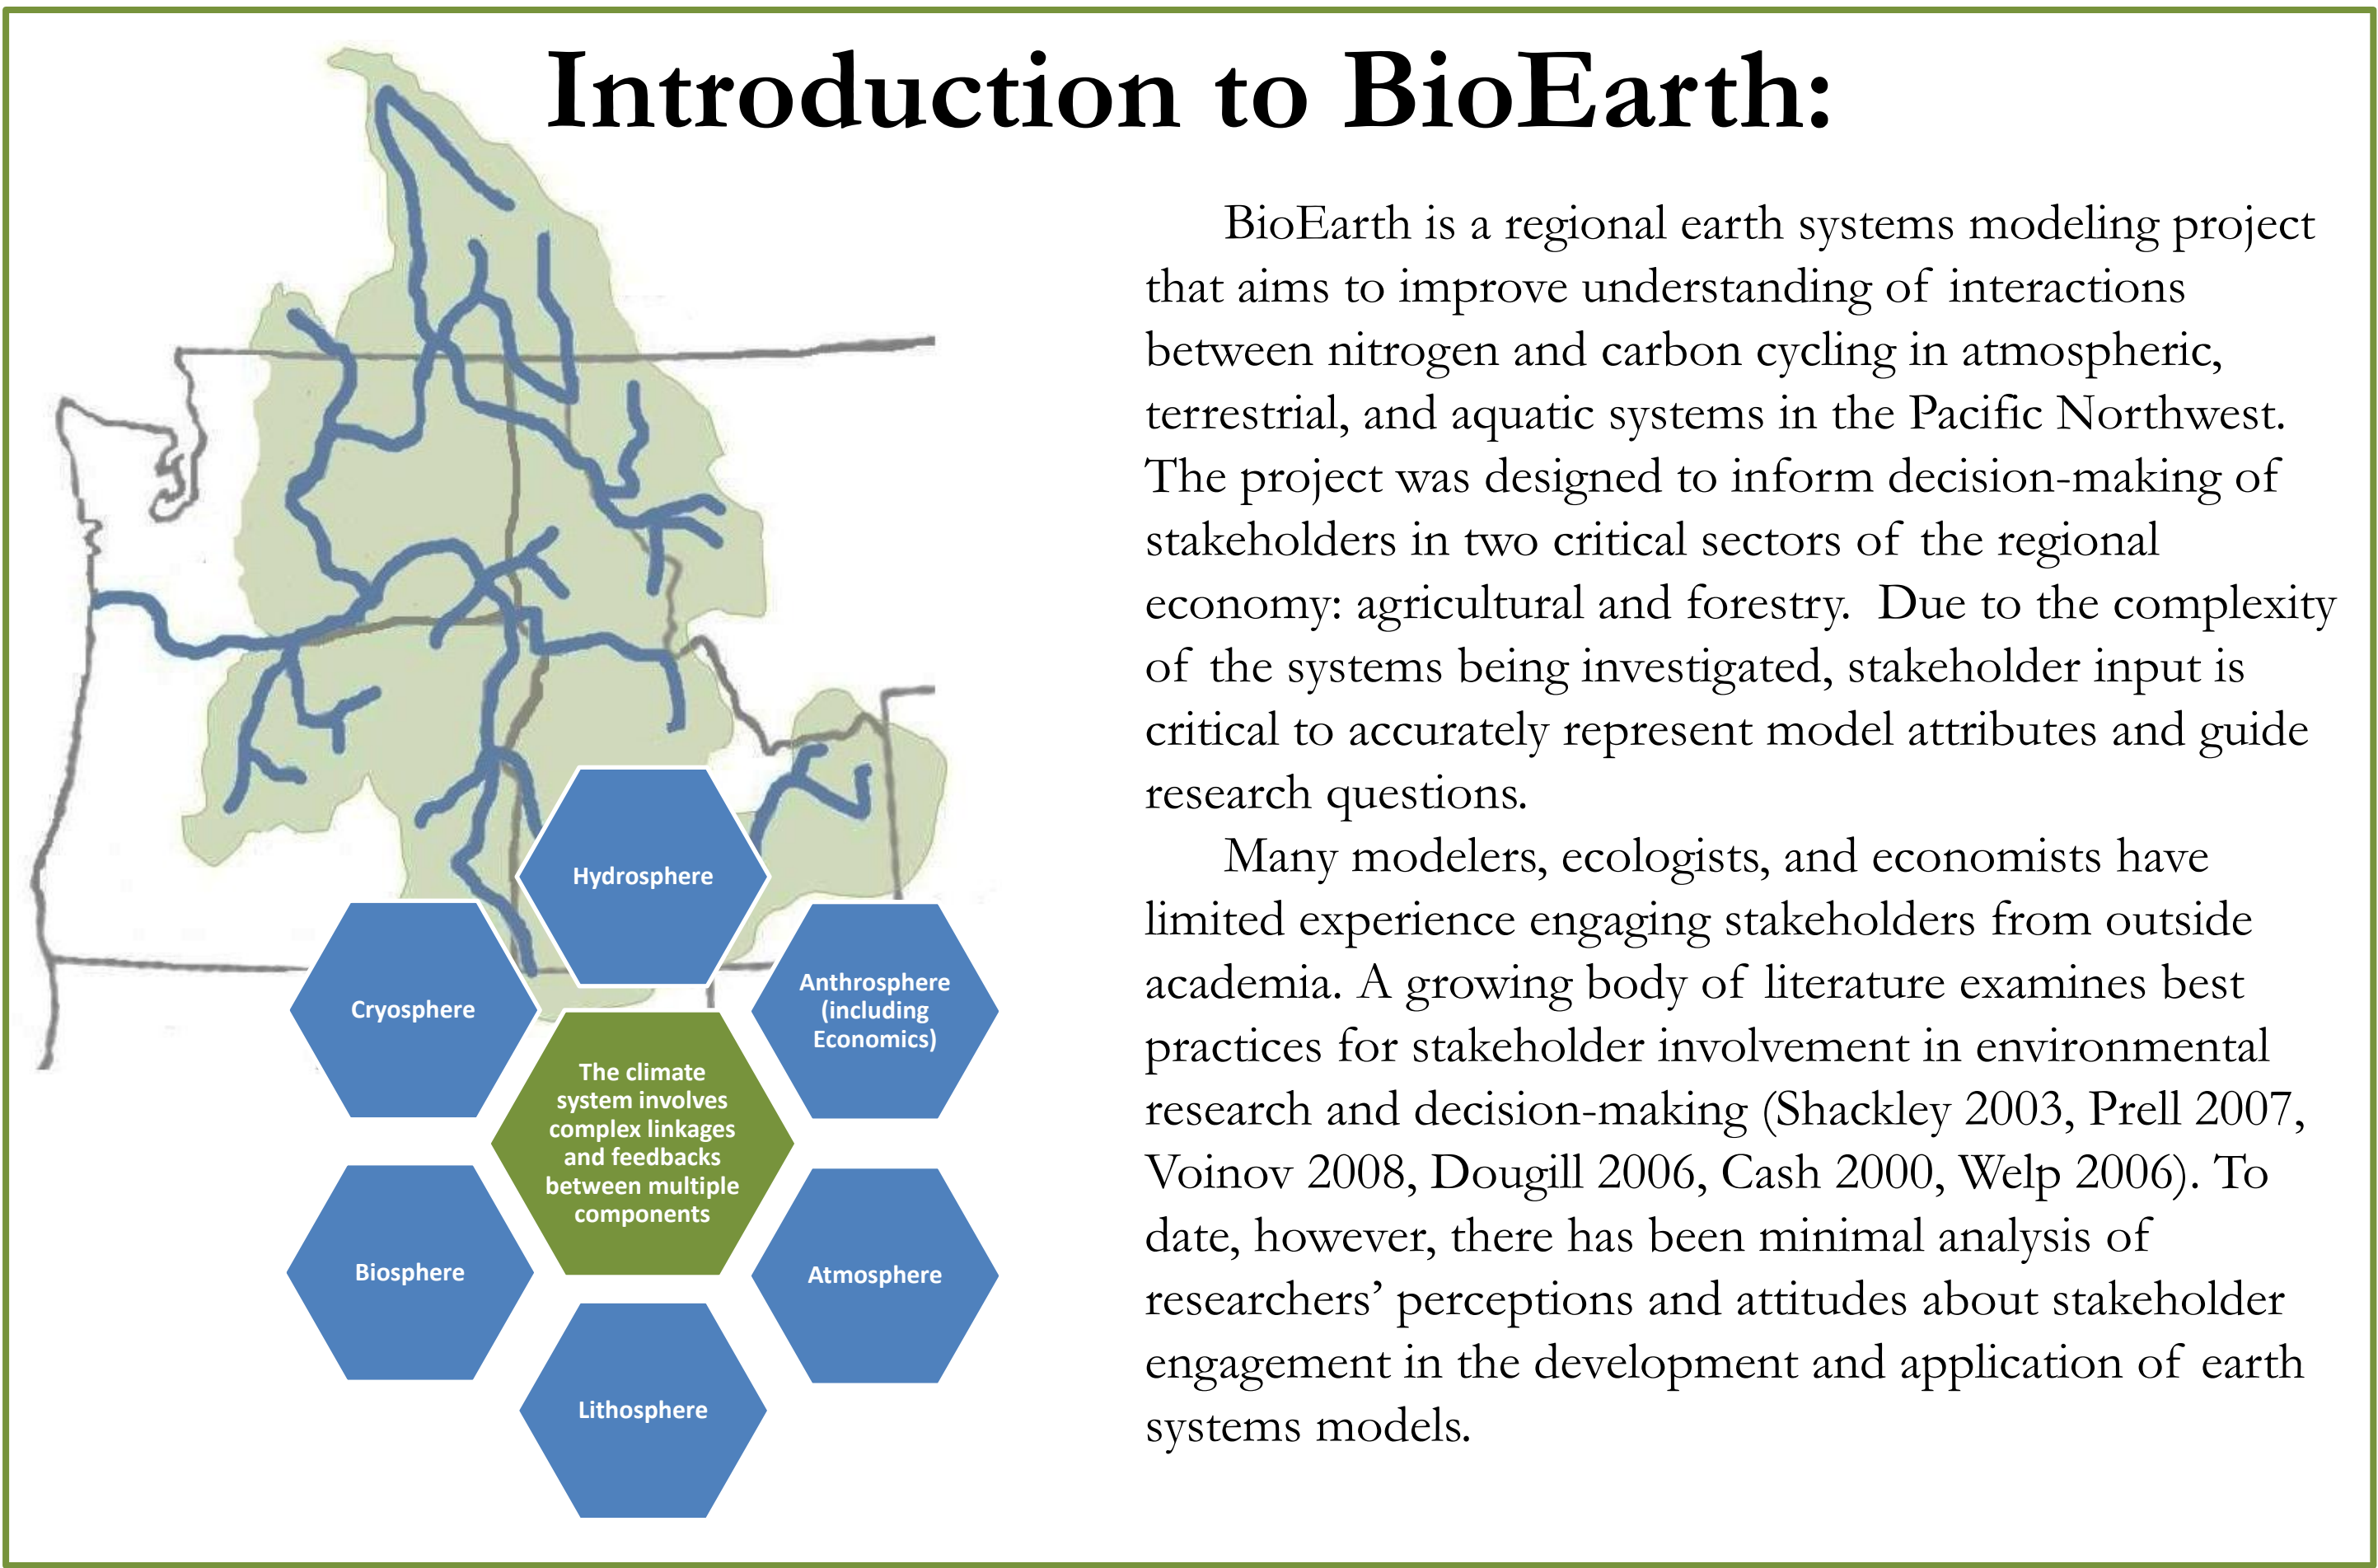 Introduction to BioEarth:
BioEarth is a regional earth systems modeling project
that aims to improve understanding of interactions
between nitrogen and carbon cycling in atmospheric,
terrestrial, and aquatic systems in the Pacific Northwest.
The project was designed to inform decision-making of
stakeholders in two critical sectors of the regional
economy: agricultural and forestry.  Due to the complexity
of the systems being investigated, stakeholder input is
critical to accurately represent model attributes and guide
research questions.
Many modelers, ecologists, and economists have
limited experience engaging stakeholders from outside
academia. A growing body of literature examines best
practices for stakeholder involvement in environmental
research and decision-making (Shackley 2003, Prell 2007,
Voinov 2008, Dougill 2006, Cash 2000, Welp 2006). To
date, however, there has been minimal analysis of
researchers’ perceptions and attitudes about stakeholder
engagement in the development and application of earth
systems models.
Hydrosphere
Cryosphere
Anthrosphere
(including
Economics)
The climate
system involves
complex linkages
and feedbacks
between multiple
components
Biosphere
Atmosphere
Lithosphere